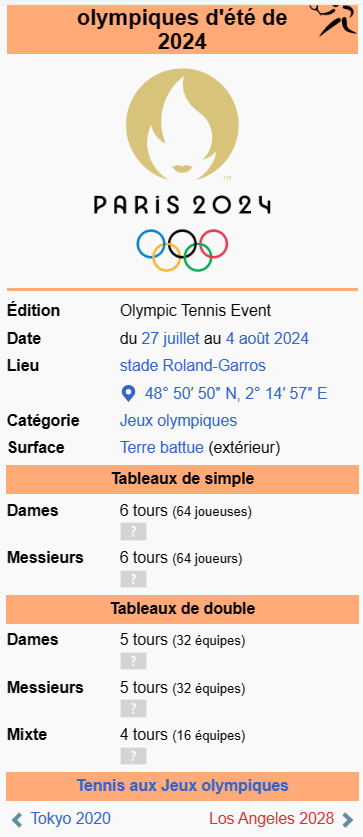 olympiques d'été de
2024
TM
PARIS 2024
Édition Olympic Tennis Event
Date du 27 juillet au 4 août 2024
Lieu stade Roland-Garros
48° 50′ 50″ N, 2° 14′ 57″ E
Catégorie Jeux olympiques
Surface Terre battue (extérieur)
Tableaux de simple
Dames 6 tours (64 joueuses)
?
Messieurs 6 tours (64 joueurs)
?
Tableaux de double
Dames 5 tours (32 équipes)
?
Messieurs 5 tours (32 équipes)
?
Mixte 4 tours (16 équipes)
?
Tennis aux Jeux olympiques
Tokyo 2020 Los Angeles 2028